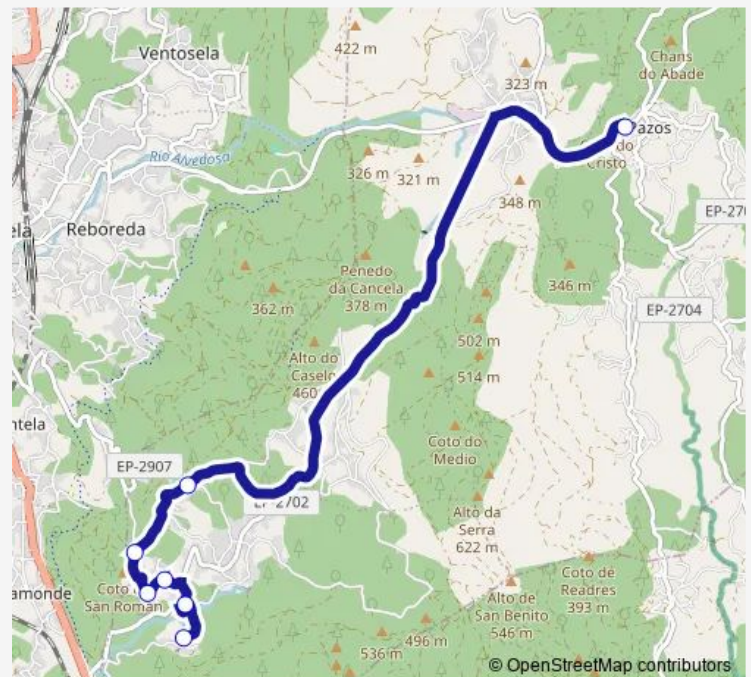 422 m
Ventosela
323 m
Chans
do Abade
Río Alvedosa
azos
do
Cristo
326 m
321 m
348 m
EP-270
Reboreda
Penedo
da Cancela
378 m
362 m
346 m
EP-2704
502 m
514 m
Alto do
Caselo
460
Coto do
Medio
ntela
EP-2907
EP-2702
Alto da
Serra
622 m
amonde
Coto
San Román
Coto de
Readres
393 m
Alto de
San Benito
546 m
496 m
536 m
© OpenStreetMap contributors